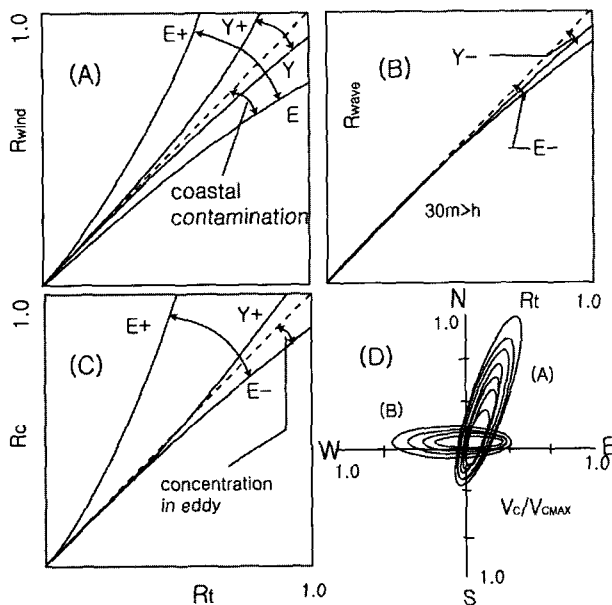 1.0
E+
Y+
(A)
Y
E
Rwind
coastal
contamination
(B)
Y-
Rwave
E-
30m>h
Rt
1.0
1.0
E+
Y+
(C)
E-
Rc
concentration
in eddy
Rt
1.0
N
1.0
(D)
(A)
(B)
W
1.0
1.0
E
VC/VCMAX
1.0
S